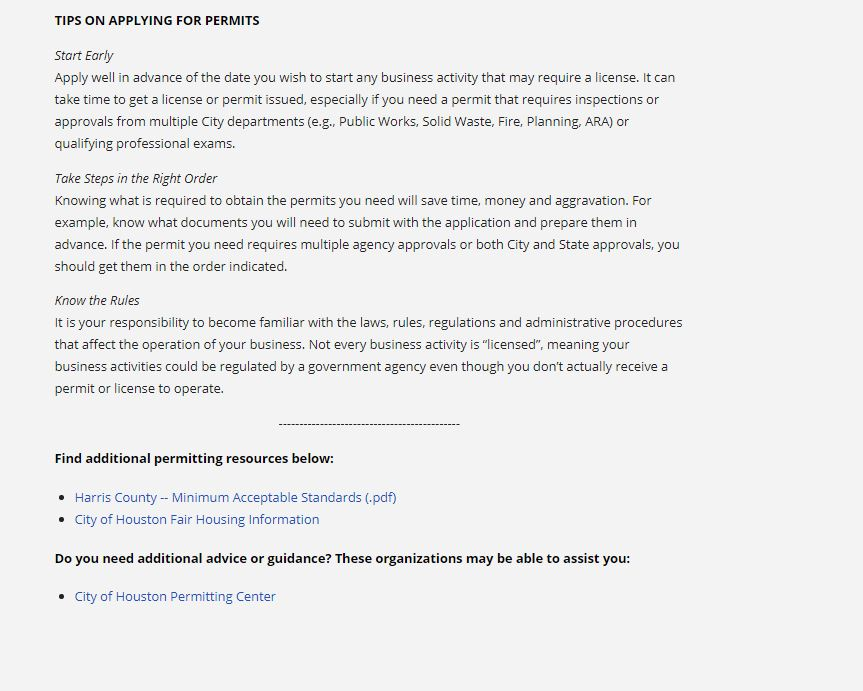 TIPS ON APPLYING FOR PERMITS
Start Early
Apply well in advance of the date you wish to start any business activity that may require a license. It can
take time to get a license or permit issued, especially if you need a permit that requires inspections or
approvals from multiple City departments (e.g., Public Works, Solid Waste, Fire, Planning, ARA) or
qualifying professional exams.
Take Steps in the Right Order
Knowing what is required to obtain the permits you need will save time, money and aggravation. For
example, know what documents you will need to submit with the application and prepare them in
advance. If the permit you need requires multiple agency approvals or both City and State approvals, you
should get them in the order indicated.
Know the Rules
It is your responsibility to become familiar with the laws, rules, regulations and administrative procedures
that affect the operation of your business. Not every business activity is “licensed”, meaning your
business activities could be regulated by a government agency even though you don’t actually receive a
permit or license to operate.
--------------------------------------------
Find additional permitting resources below:
• Harris County -- Minimum Acceptable Standards (.pdf)
• City of Houston Fair Housing Information
Do you need additional advice or guidance? These organizations may be able to assist you:
• City of Houston Permitting Center